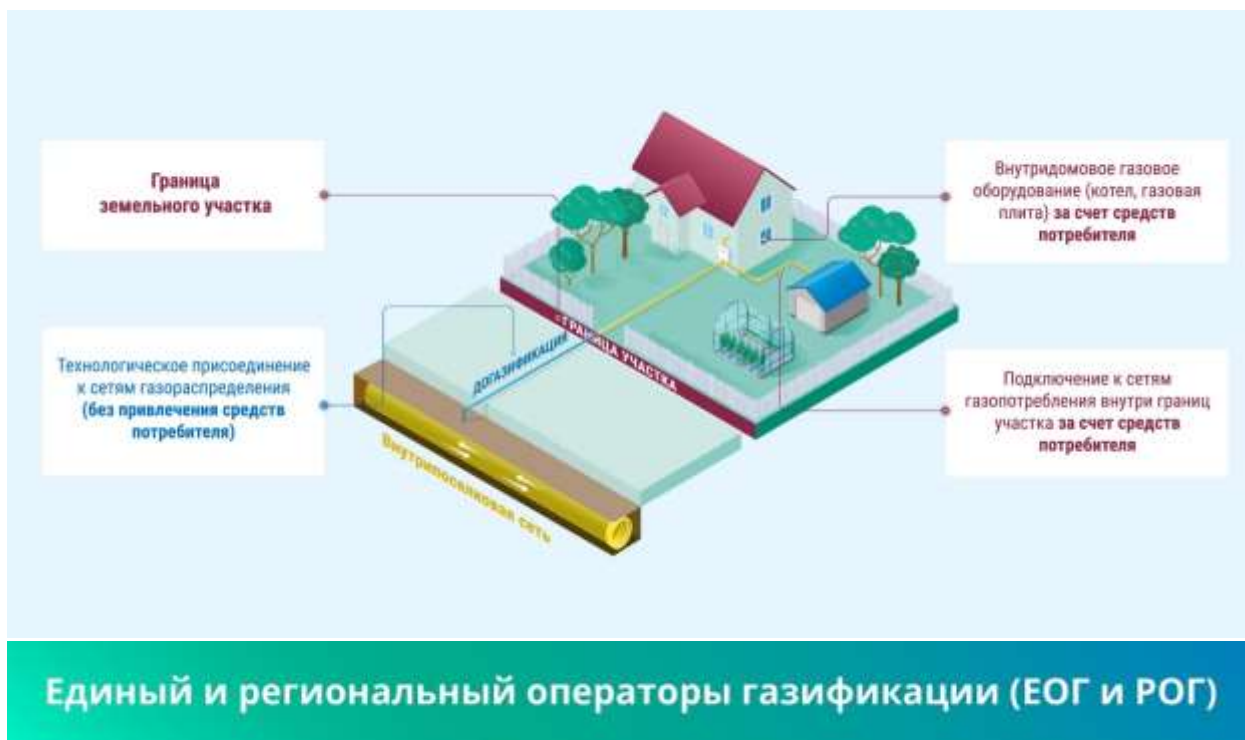 Граница
земельного участка
Технологическое присоединение
к сетям газораспределения
(без привлечения средств
потребителя)
ДОГАЗИФИКАЦИЯ
ГРАНИЦА УЧАСТКА
Внутрипоселковая сеть
Внутридомовое газовое
оборудование (котел, газовая
плита) за счет средств
потребителя
Подключение к сетям
газопотребления внутри границ
участка за счет средств
потребителя
Единый и региональный операторы газификации (ЕОГ и РОГ)